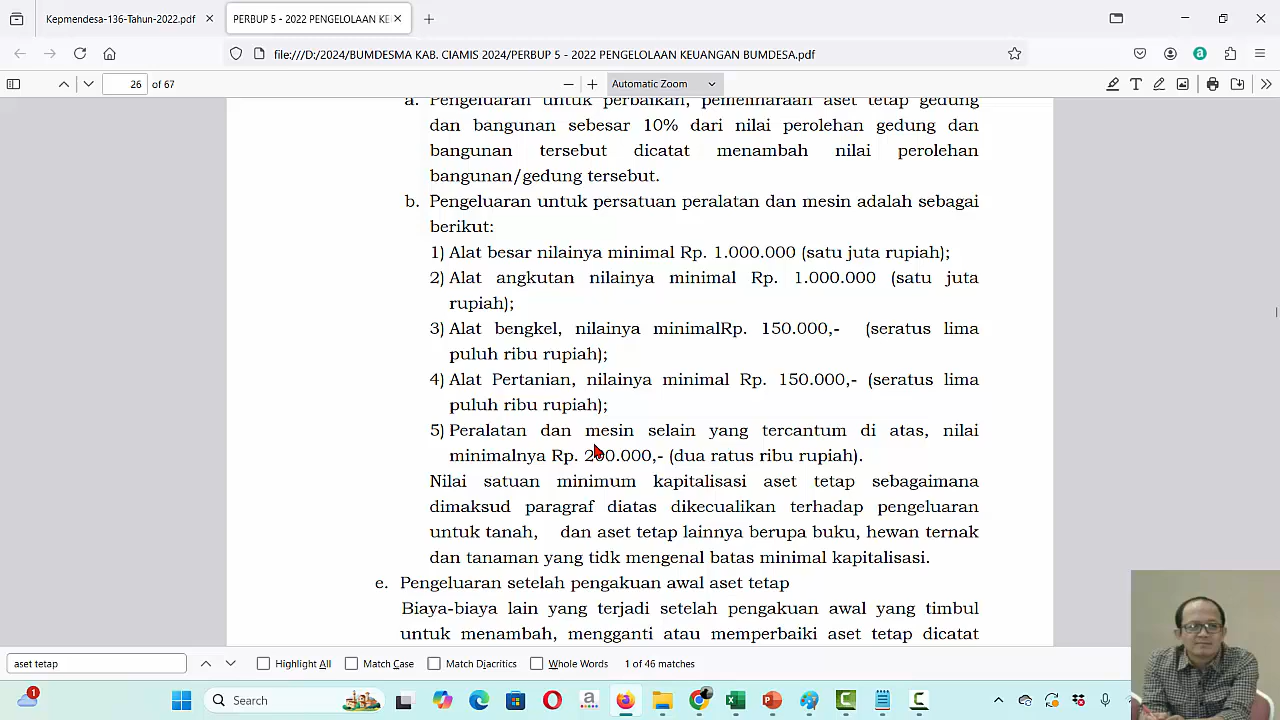 Kepmendesa-136-Tahun-2022.pdf
PERBUP 5 - 2022 PENGELOLAAN KE
file:///D:/2024/BUMDESMA KAB. CIAMIS 2024/PERBUP 5 - 2022 PENGELOLAAN KEUANGAN BUMDESA.pdf
26 of 67
Automatic Zoom
a. Pengeluaran untuk perbaikan, pemeliharaan aset tetap gedung
dan bangunan sebesar 10% dari nilai perolehan gedung dan
bangunan tersebut dicatat menambah nilai perolehan
bangunan/gedung tersebut.
b. Pengeluaran untuk persatuan peralatan dan mesin adalah sebagai
berikut:
1) Alat besar nilainya minimal Rp. 1.000.000 (satu juta rupiah);
2) Alat angkutan nilainya minimal Rp. 1.000.000 (satu juta
rupiah);
3) Alat bengkel, nilainya minimalRp. 150.000,- (seratus lima
puluh ribu rupiah);
4) Alat Pertanian, nilainya minimal Rp. 150.000,- (seratus lima
puluh ribu rupiah);
5) Peralatan dan mesin selain yang tercantum di atas, nilai
minimalnya Rp. 200.000,- (dua ratus ribu rupiah).
Nilai satuan minimum kapitalisasi aset tetap sebagaimana
dimaksud paragraf diatas dikecualikan terhadap pengeluaran
untuk tanah, dan aset tetap lainnya berupa buku, hewan ternak
dan tanaman yang tidk mengenal batas minimal kapitalisasi.
e. Pengeluaran setelah pengakuan awal aset tetap
Biaya-biaya lain yang terjadi setelah pengakuan awal yang timbul
untuk menambah, mengganti atau memperbaiki aset tetap dicatat
aset tetap
Highlight All
Match Case
Match Diacritics
Whole Words
1 of 46 matches
1
Search